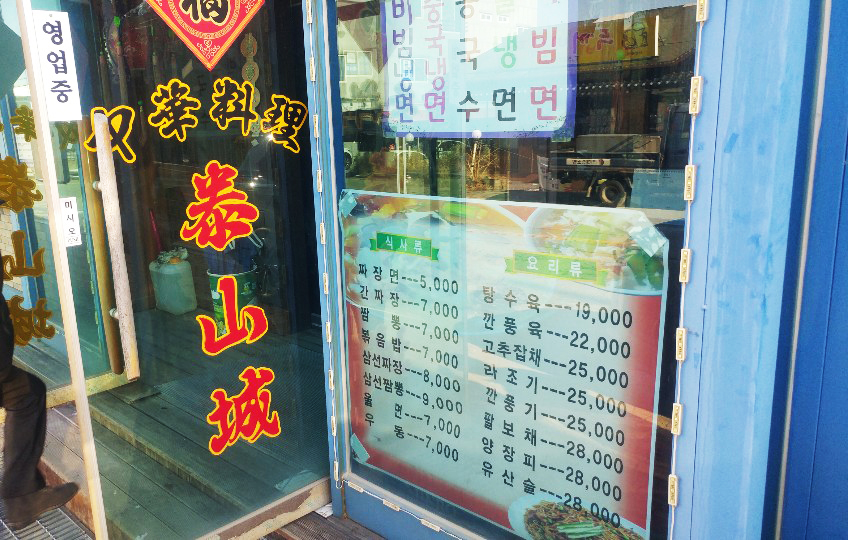 福
영업중
華料理
泰山城
미시오
비빔냉면
중국냉면
국수
냉면
빔면
식사류
짜장면---5,000
간짜장---7,000
짬 뽕---7,000
볶음밥---7,000
삼선짜장---8,000
삼선짬뽕---9,000
울 면---7,000
우 동---7,000
요리류
탕수육---19,000
깐풍육---22,000
고추잡채---25,000
라조기---25,000
깐풍기---25,000
팔보채---28,000
양장피---28,000
유산슬---28,000